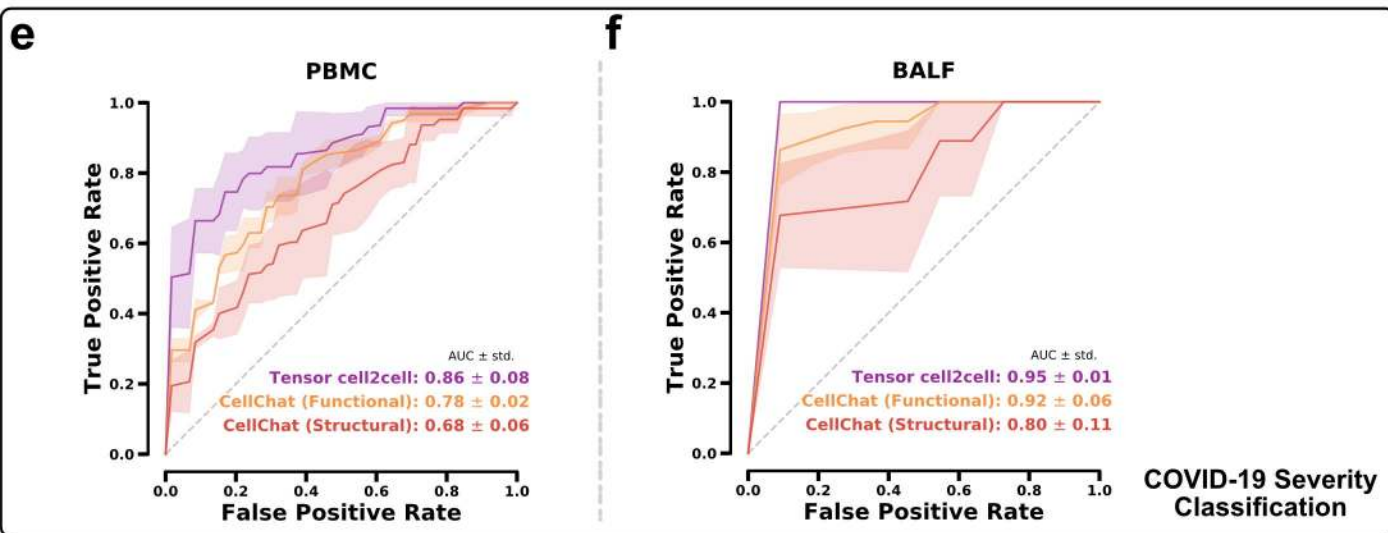 e
PBMC
1.0
0.8
0.6
0.4
0.2
0.0
True Positive Rate
AUC ± std.
Tensor cell2cell: 0.86 ± 0.08
CellChat (Functional): 0.78 ± 0.02
CellChat (Structural): 0.68 ± 0.06
0.0 0.2 0.4 0.6 0.8 1.0
False Positive Rate
f
BALF
1.0
0.8
0.6
0.4
0.2
0.0
True Positive Rate
AUC ± std.
Tensor cell2cell: 0.95 ± 0.01
CellChat (Functional): 0.92 ± 0.06
CellChat (Structural): 0.80 ± 0.11
0.0 0.2 0.4 0.6 0.8 1.0
False Positive Rate
COVID-19 Severity
Classification